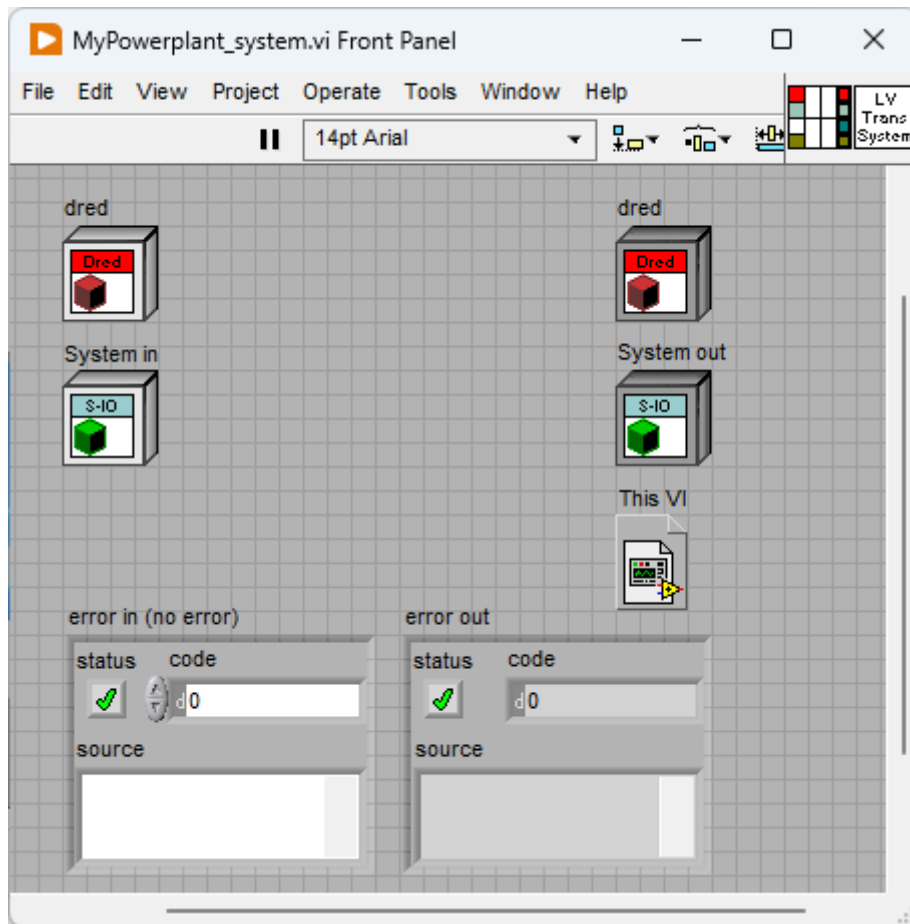 MyPowerplant_system.vi Front Panel
File Edit View Project Operate Tools Window Help
LV
Trans
System
14pt Arial
dred dred
Dred Dred
System in System out
S-IO S-IO
This VI
error in (no error) error out
status code status code
d 0 d 0
source source